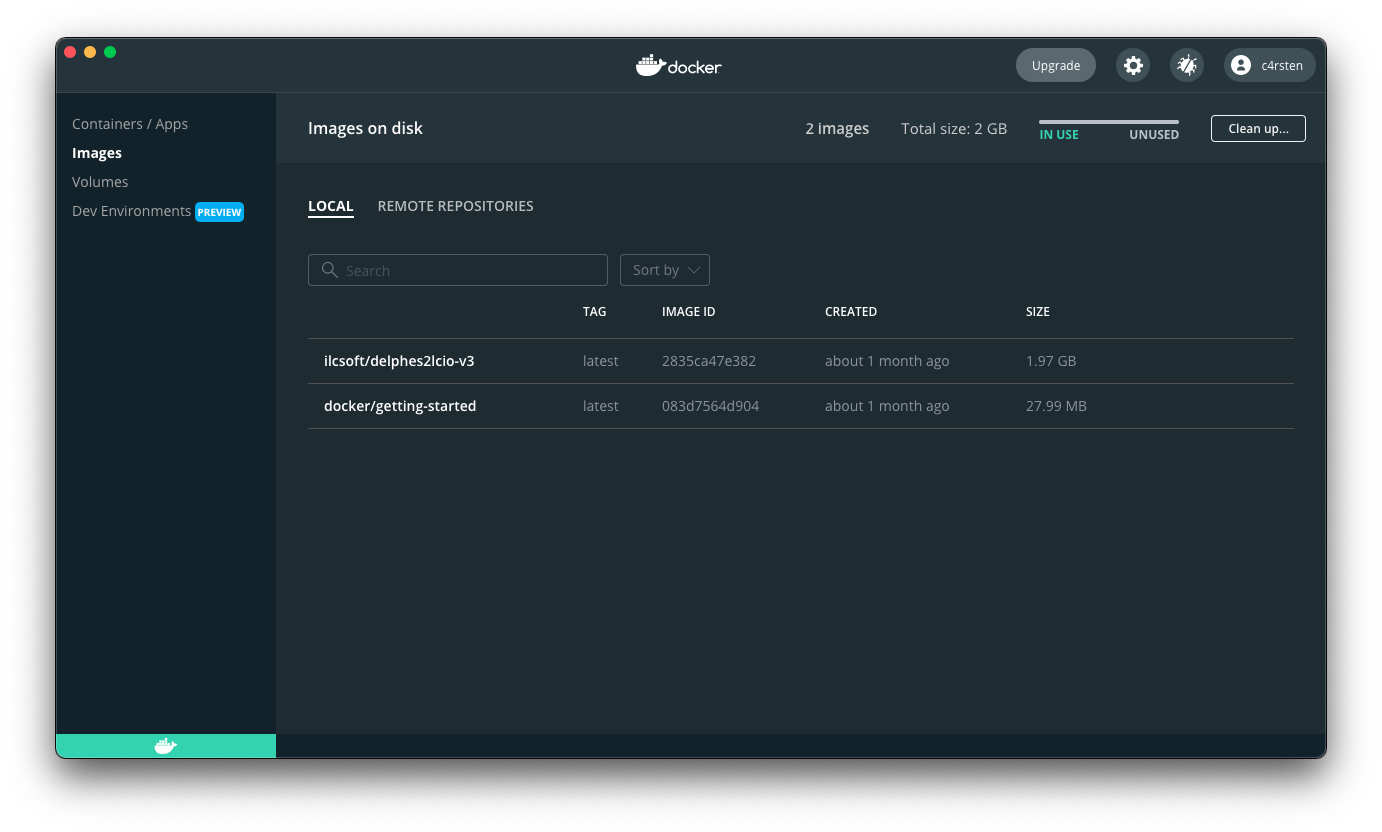 docker
Upgrade
c4rsten
Containers / Apps
Images
Volumes
Dev Environments PREVIEW
Images on disk
2 images
Total size: 2 GB
IN USE
UNUSED
Clean up...
LOCAL
REMOTE REPOSITORIES
Search
Sort by
TAG IMAGE ID CREATED SIZE
ilcsoft/delphes2lcio-v3 latest 2835ca47e382 about 1 month ago 1.97 GB
docker/getting-started latest 083d7564d904 about 1 month ago 27.99 MB